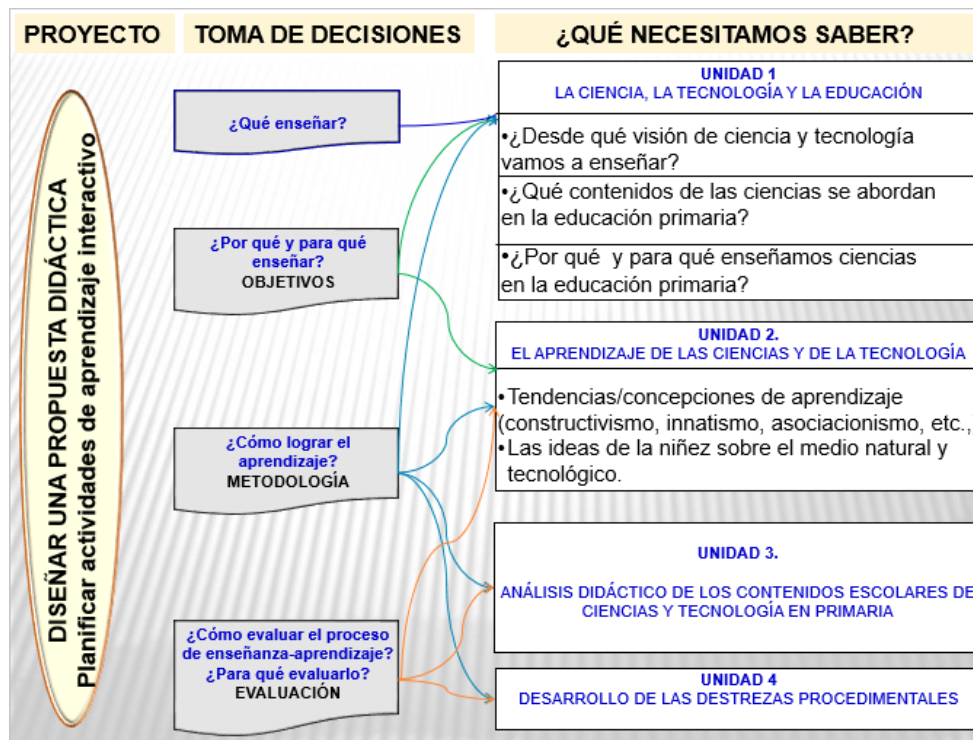 PROYECTO
TOMA DE DECISIONES
¿QUÉ NECESITAMOS SABER?
DISEÑAR UNA PROPUESTA DIDÁCTICA
Planificar actividades de aprendizaje interactivo
¿Qué enseñar?
¿Por qué y para qué
enseñar?
OBJETIVOS
¿Cómo lograr el
aprendizaje?
METODOLOGÍA
¿Cómo evaluar el proceso
de enseñanza-aprendizaje?
¿Para qué evaluarlo?
EVALUACIÓN
UNIDAD 1
LA CIENCIA, LA TECNOLOGÍA Y LA EDUCACIÓN
•¿Desde qué visión de ciencia y tecnología
vamos a enseñar?
•¿Qué contenidos de las ciencias se abordan
en la educación primaria?
•¿Por qué y para qué enseñamos ciencias
en la educación primaria?
UNIDAD 2.
EL APRENDIZAJE DE LAS CIENCIAS Y DE LA TECNOLOGÍA
•Tendencias/concepciones de aprendizaje
(constructivismo, innatismo, asociacionismo, etc.,)
•Las ideas de la niñez sobre el medio natural y
tecnológico.
UNIDAD 3.
ANÁLISIS DIDÁCTICO DE LOS CONTENIDOS ESCOLARES DE
CIENCIAS Y TECNOLOGÍA EN PRIMARIA
UNIDAD 4
DESARROLLO DE LAS DESTREZAS PROCEDIMENTALES